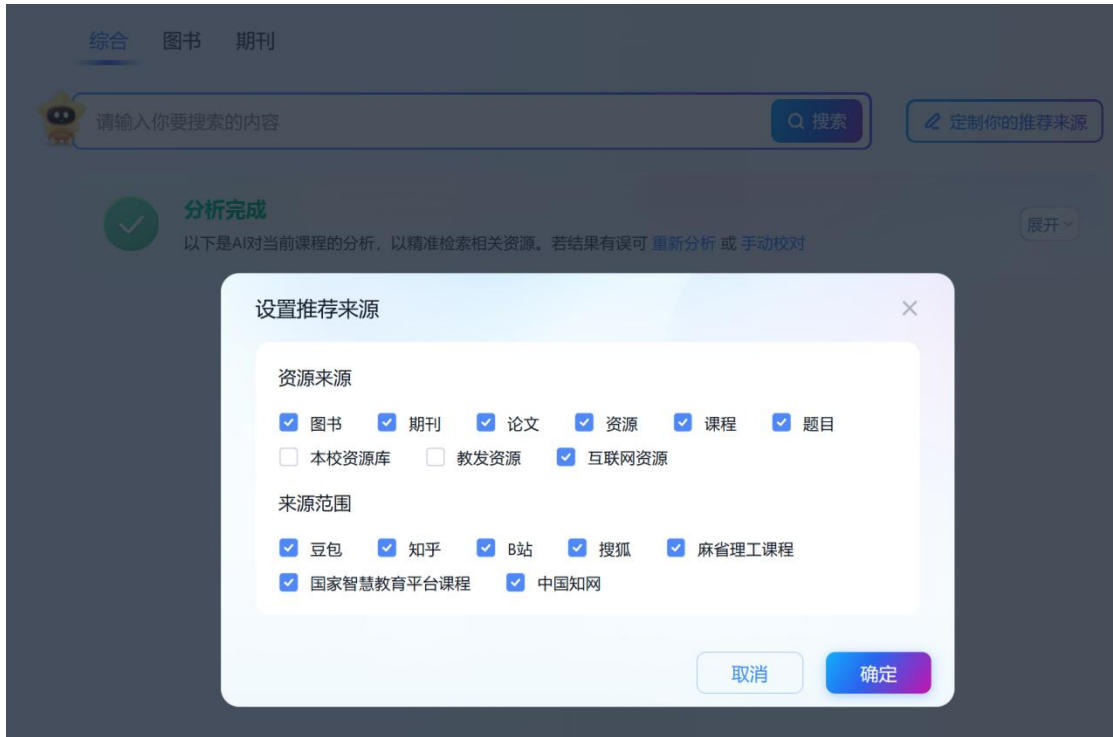 综合 图书 期刊
请输入你要搜索的内容 搜索 定制你的推荐来源
分析完成
以下是AI对当前课程的分析，以精准检索相关资源。若结果有误可 重新分析 或 手动校对 展开
设置推荐来源
资源来源
图书 期刊 论文 资源 课程 题目
本校资源库 教发资源 互联网资源
来源范围
豆包 知乎 B站 搜狐 麻省理工课程
国家智慧教育平台课程 中国知网
取消 确定